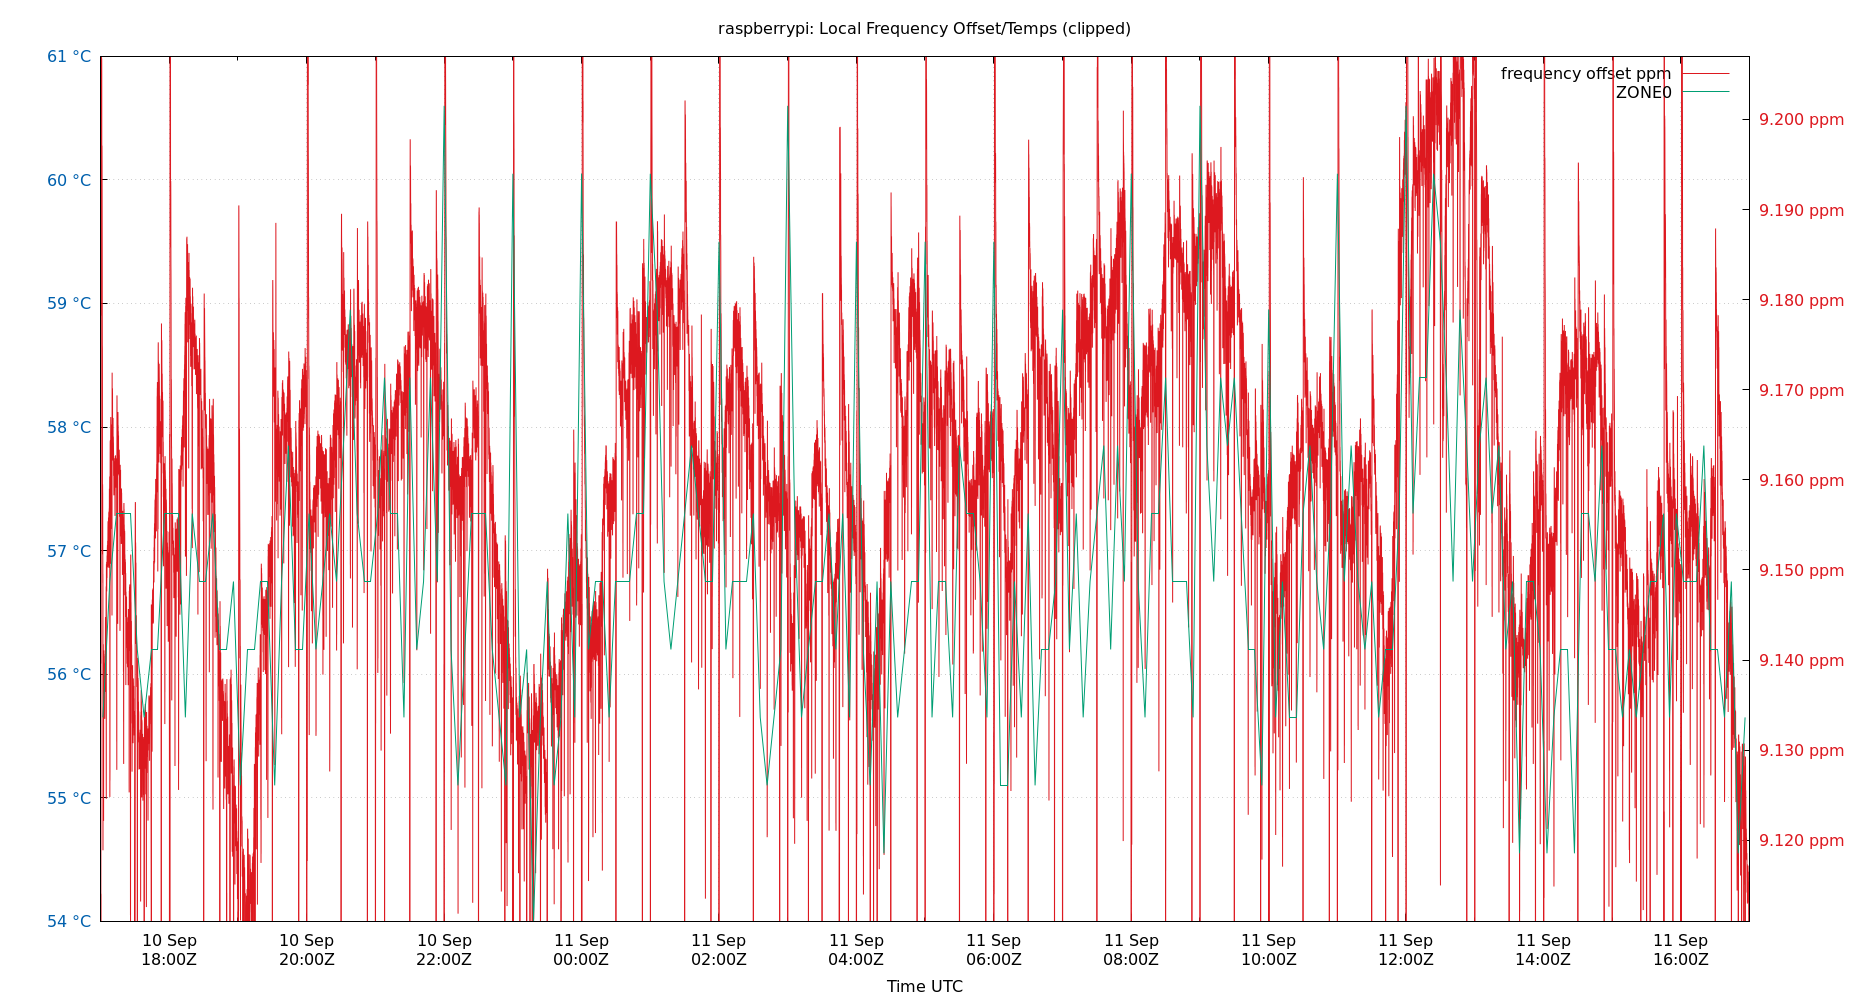 raspberrypi: Local Frequency Offset/Temps (clipped)
61 °C
60 °C
59 °C
58 °C
57 °C
56 °C
55 °C
54 °C
frequency offset ppm
ZONE0
9.200 ppm
9.190 ppm
9.180 ppm
9.170 ppm
9.160 ppm
9.150 ppm
9.140 ppm
9.130 ppm
9.120 ppm
10 Sep 10 Sep 10 Sep 11 Sep 11 Sep 11 Sep 11 Sep 11 Sep 11 Sep 11 Sep 11 Sep 11 Sep
18:00Z 20:00Z 22:00Z 00:00Z 02:00Z 04:00Z 06:00Z 08:00Z 10:00Z 12:00Z 14:00Z 16:00Z
Time UTC